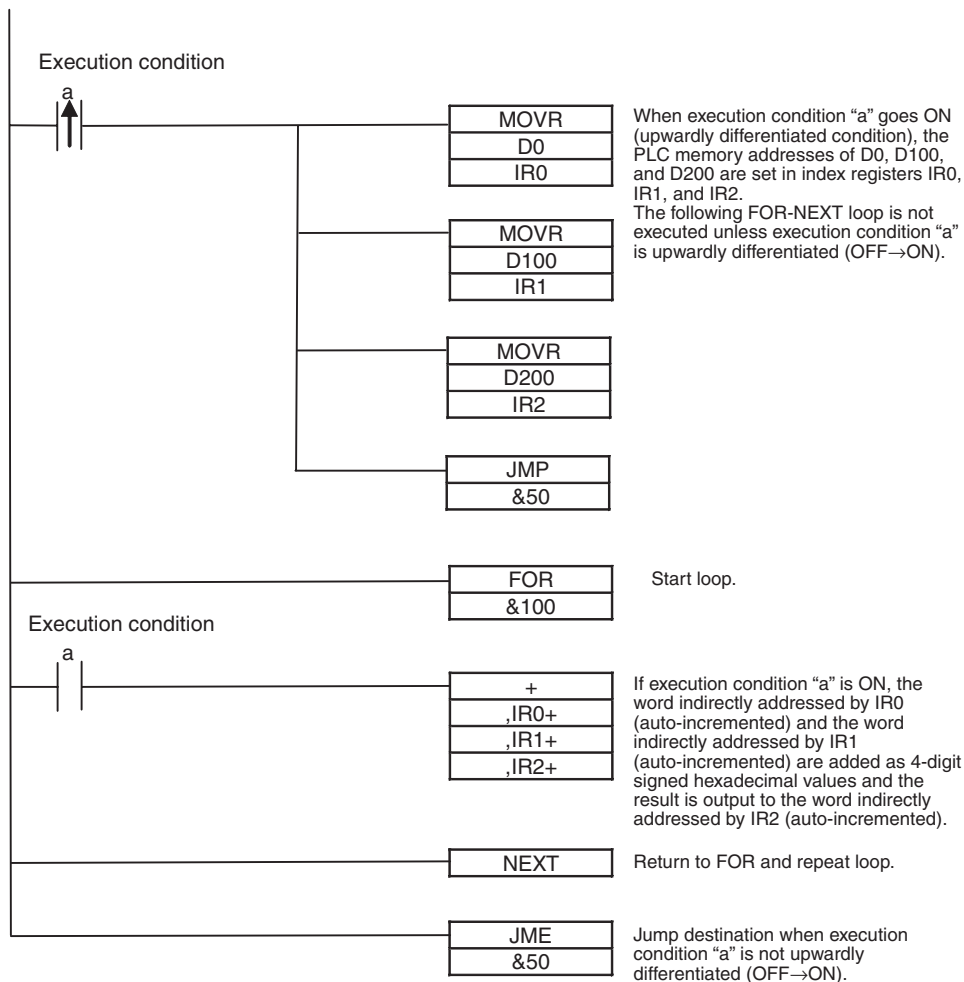 Execution condition
a
MOVR
D0
IR0
When execution condition “a” goes ON
(upwardly differentiated condition), the
PLC memory addresses of D0, D100,
and D200 are set in index registers IR0,
IR1, and IR2.
The following FOR-NEXT loop is not
executed unless execution condition “a”
is upwardly differentiated (OFF→ON).
MOVR
D100
IR1
MOVR
D200
IR2
JMP
&50
FOR
&100
Start loop.
Execution condition
a
+
,IR0+
,IR1+
,IR2+
If execution condition “a” is ON, the
word indirectly addressed by IR0
(auto-incremented) and the word
indirectly addressed by IR1
(auto-incremented) are added as 4-digit
signed hexadecimal values and the
result is output to the word indirectly
addressed by IR2 (auto-incremented).
NEXT
Return to FOR and repeat loop.
JME
&50
Jump destination when execution
condition “a” is not upwardly
differentiated (OFF→ON).